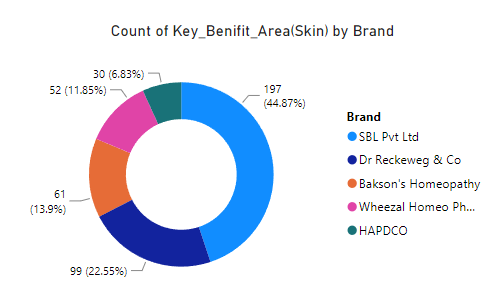 Count of Key_Benifit_Area(Skin) by Brand
30 (6.83%)
52 (11.85%)
61
(13.9%)
99 (22.55%)
197
(44.87%)
Brand
SBL Pvt Ltd
Dr Reckeweg & Co
Bakson's Homeopathy
Wheezal Homeo Ph...
HAPDCO